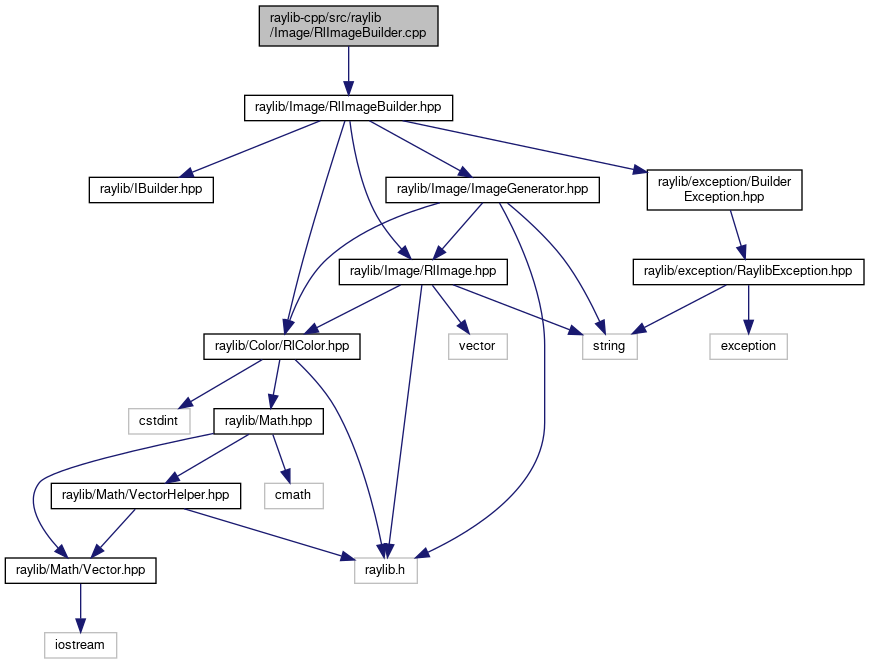 raylib-cpp/src/raylib
/Image/RlImageBuilder.cpp
raylib/Image/RlImageBuilder.hpp
raylib/IBuilder.hpp
raylib/Image/ImageGenerator.hpp
raylib/exception/Builder
Exception.hpp
raylib/Image/RlImage.hpp
raylib/exception/RaylibException.hpp
raylib/Color/RlColor.hpp
vector
string
exception
cstdint
raylib/Math.hpp
raylib/Math/VectorHelper.hpp
cmath
raylib/Math/Vector.hpp
raylib.h
iostream